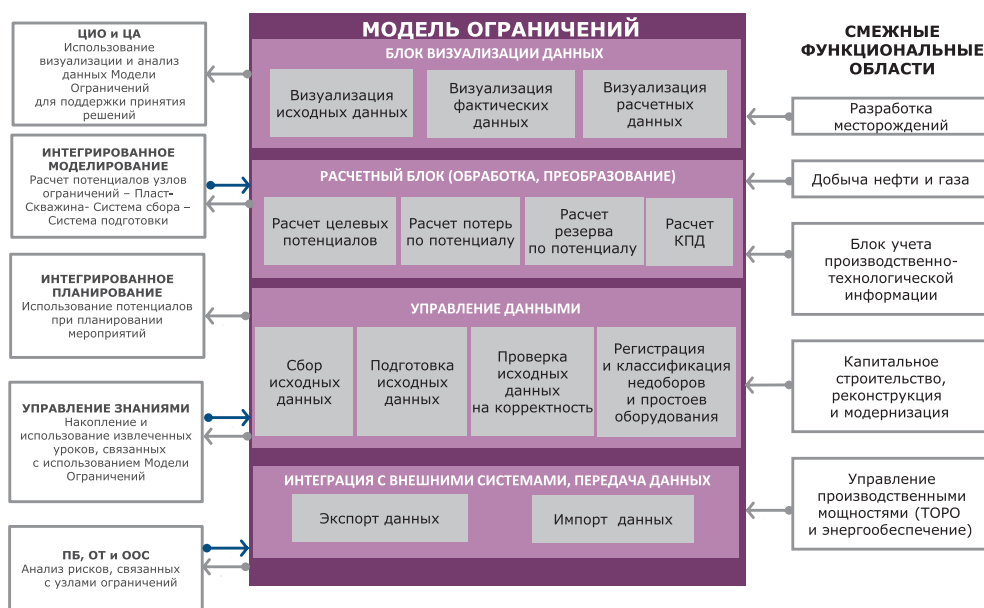 ЦИО и ЦА
Использование
визуализации и анализ
данных Модели
Ограничений
для поддержки принятия
решений
ИНТЕГРИРОВАННОЕ
МОДЕЛИРОВАНИЕ
Расчет потенциалов узлов
ограничений – Пласт-
Скважина- Система сбора –
Система подготовки
ИНТЕГРИРОВАННОЕ
ПЛАНИРОВАНИЕ
Использование потенциалов
при планировании
мероприятий
УПРАВЛЕНИЕ ЗНАНИЯМИ
Накопление и
использование извлеченных
уроков, связанных
с использованием Модели
Ограничений
ПБ, ОТ и ООС
Анализ рисков, связанных
с узлами ограничений
МОДЕЛЬ ОГРАНИЧЕНИЙ
БЛОК ВИЗУАЛИЗАЦИИ ДАННЫХ
Визуализация
исходных данных
Визуализация
фактических
данных
Визуализация
расчетных
данных
РАСЧЕТНЫЙ БЛОК (ОБРАБОТКА, ПРЕОБРАЗОВАНИЕ)
Расчет целевых
потенциалов
Расчет потерь
по потенциалу
Расчет
резерва
по потенциалу
Расчет
КПД
УПРАВЛЕНИЕ ДАННЫМИ
Сбор
исходных
данных
Подготовка
исходных
данных
Проверка
исходных
данных
на корректность
Регистрация
и классификация
недоборов
и простоев
оборудования
ИНТЕГРАЦИЯ С ВНЕШНИМИ СИСТЕМАМИ, ПЕРЕДАЧА ДАННЫХ
Экспорт данных
Импорт данных
СМЕЖНЫЕ
ФУНКЦИОНАЛЬНЫЕ
ОБЛАСТИ
Разработка
месторождений
Добыча нефти и газа
Блок учета
производственно-
технологической
информации
Капитальное
строительство,
реконструкция
и модернизация
Управление
производственными
мощностями (ТОРО
и энергообеспечение)